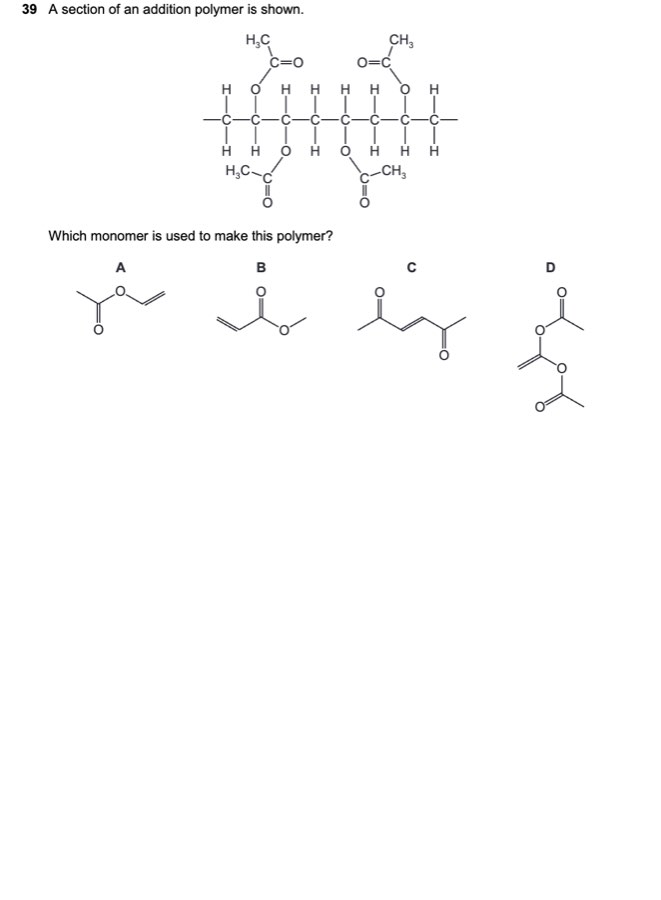 39 A section of an addition polymer is shown.
H₃C CH₃
C=O O=C
H O H H H H O H
—C—C—C—C—C—C—C—C—
H H O H O H H H
H₃C—C C—CH₃
O O
Which monomer is used to make this polymer?
A B C D
O O O O
O O O O O
O